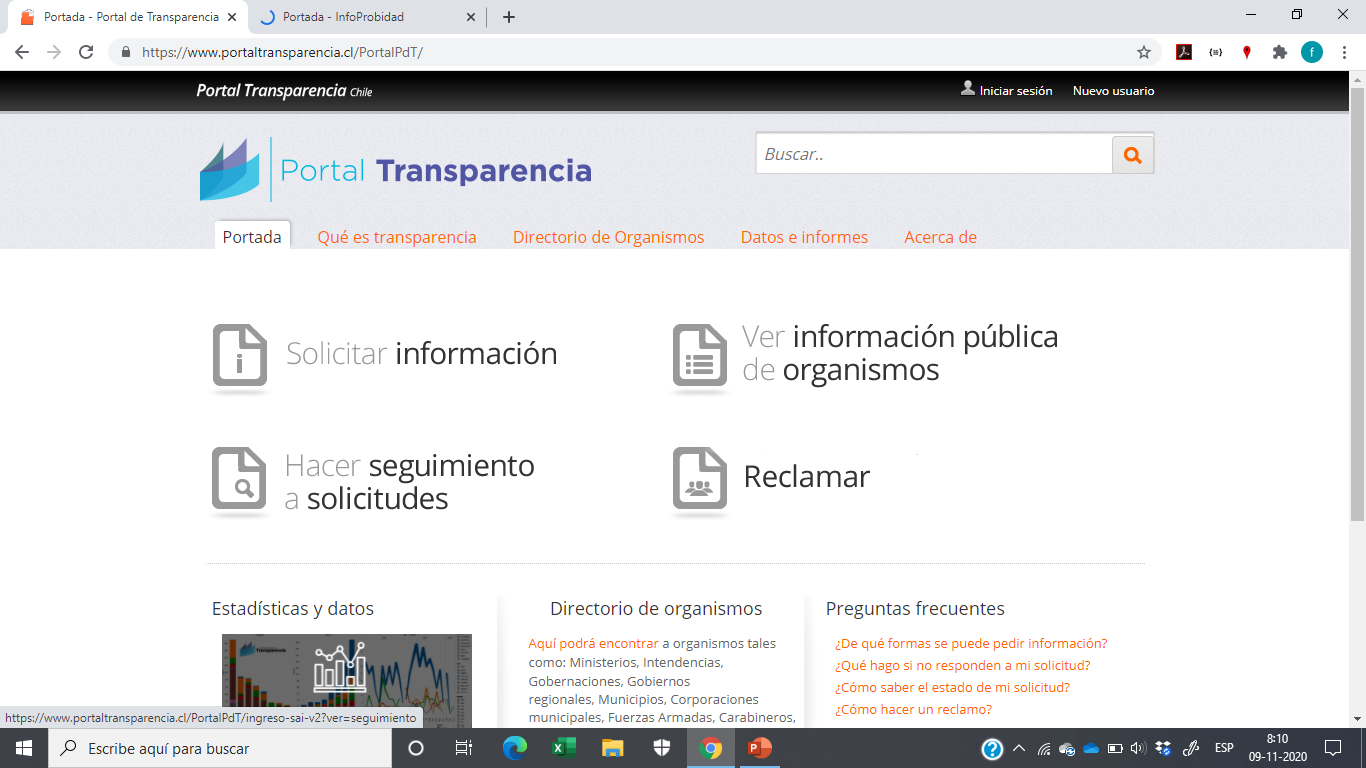 Portada - Portal de Transparencia
Portada - InfoProbidad
https://www.portaltransparencia.cl/PortalPdT/
f
Portal Transparencia Chile
Iniciar sesión
Nuevo usuario
Portal Transparencia
Buscar..
Portada
Qué es transparencia
Directorio de Organismos
Datos e informes
Acerca de
Solicitar información
Ver información pública
de organismos
Hacer seguimiento
a solicitudes
Reclamar
Estadísticas y datos
Transparencia
Directorio de organismos
Aquí podrá encontrar a organismos tales
como: Ministerios, Intendencias,
Gobernaciones, Gobiernos
regionales, Municipios, Corporaciones
municipales, Fuerzas Armadas, Carabineros,
Preguntas frecuentes
¿De qué formas se puede pedir información?
¿Qué hago si no responden a mi solicitud?
¿Cómo saber el estado de mi solicitud?
¿Cómo hacer un reclamo?
https://www.portaltransparencia.cl/PortalPdT/ingreso-sai-v2?ver=seguimiento
Escribe aquí para buscar
ESP
8:10
09-11-2020